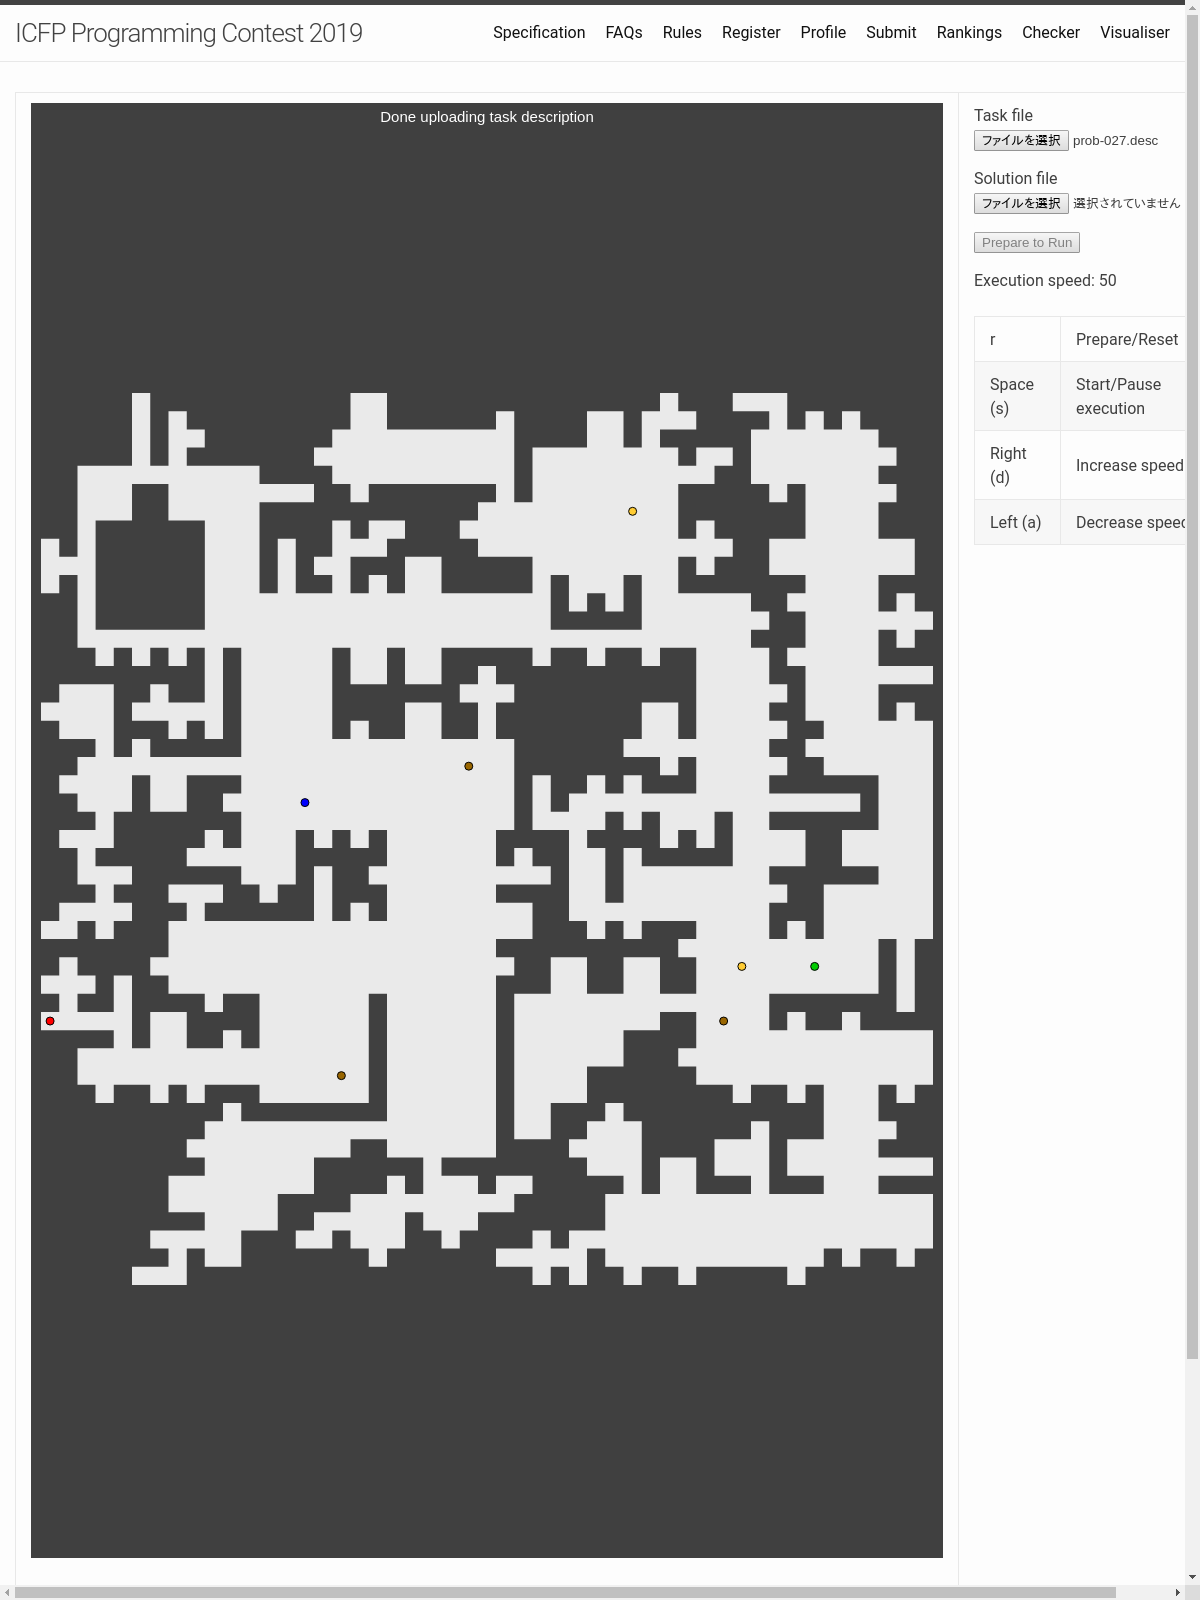 ICFP Programming Contest 2019
Specification FAQs Rules Register Profile Submit Rankings Checker Visualiser
Done uploading task description
Task file
ファイルを選択 prob-027.desc
Solution file
ファイルを選択 選択されていません
Prepare to Run
Execution speed: 50
r Prepare/Reset
Space (s) Start/Pause execution
Right (d) Increase speed
Left (a) Decrease speed